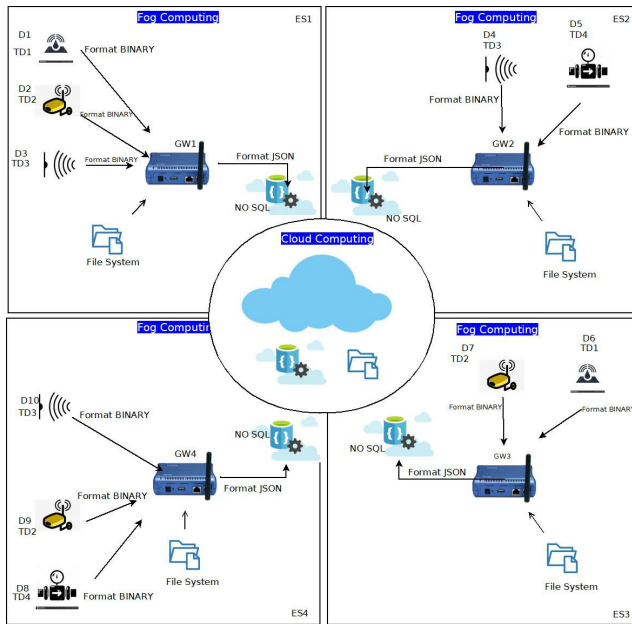 Fog Computing
ES1
D1
TD1
Format BINARY
D2
TD2
Format BINARY
D3
TD3
Format BINARY
GW1
Format JSON
NO SQL
File System
Fog Computing
ES2
D4
TD3
D5
TD4
Format BINARY
Format BINARY
GW2
Format JSON
NO SQL
File System
Cloud Computing
Fog Computing
D10
TD3
Format BINARY
GW4
NO SQL
Format JSON
Format BINARY
D9
TD2
File System
D8
TD4
Format BINARY
ES4
Fog Computing
D7
TD2
D6
TD1
Format BINARY
Format BINARY
NO SQL
GW3
Format JSON
File System
ES3